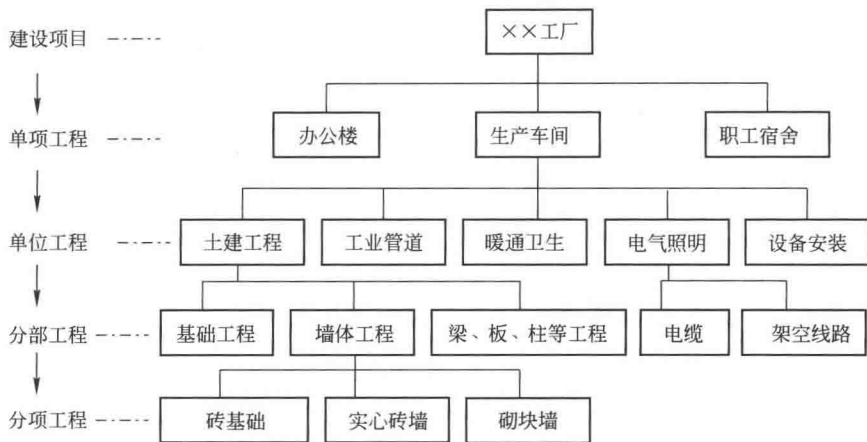 建设项目 ××工厂
单项工程 办公楼 生产车间 职工宿舍
单位工程 土建工程 工业管道 暖通卫生 电气照明 设备安装
分部工程 基础工程 墙体工程 梁、板、柱等工程 电缆 架空线路
分项工程 砖基础 实心砖墙 砌块墙